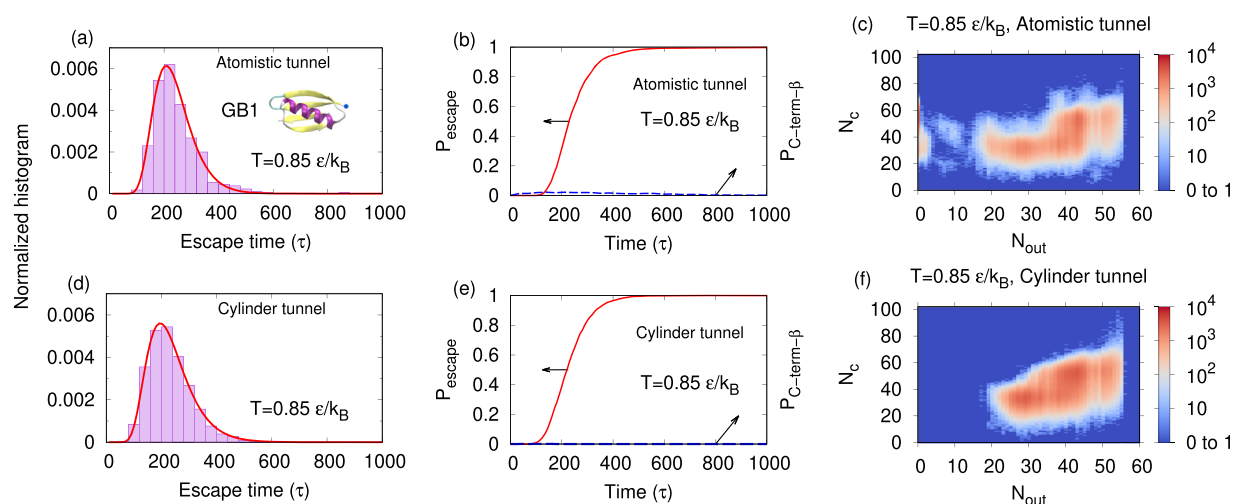 (a)
Normalized histogram
0.006
0.004
0.002
0
Atomistic tunnel
GB1
T=0.85 ε/k_B
0 200 400 600 800 1000
Escape time (τ)
(b)
P_escape
1
0.8
0.6
0.4
0.2
0
Atomistic tunnel
T=0.85 ε/k_B
P_C−term−β
0 200 400 600 800 1000
Time (τ)
(c) T=0.85 ε/k_B, Atomistic tunnel
N_c
100
80
60
40
20
0
0 10 20 30 40 50 60
N_out
10^4
10^3
10^2
10^1
0 to 1
(d)
0.006
0.004
0.002
0
Cylinder tunnel
T=0.85 ε/k_B
0 200 400 600 800 1000
Escape time (τ)
(e)
P_escape
1
0.8
0.6
0.4
0.2
0
Cylinder tunnel
T=0.85 ε/k_B
P_C−term−β
0 200 400 600 800 1000
Time (τ)
(f) T=0.85 ε/k_B, Cylinder tunnel
N_c
100
80
60
40
20
0
0 10 20 30 40 50 60
N_out
10^4
10^3
10^2
10^1
0 to 1